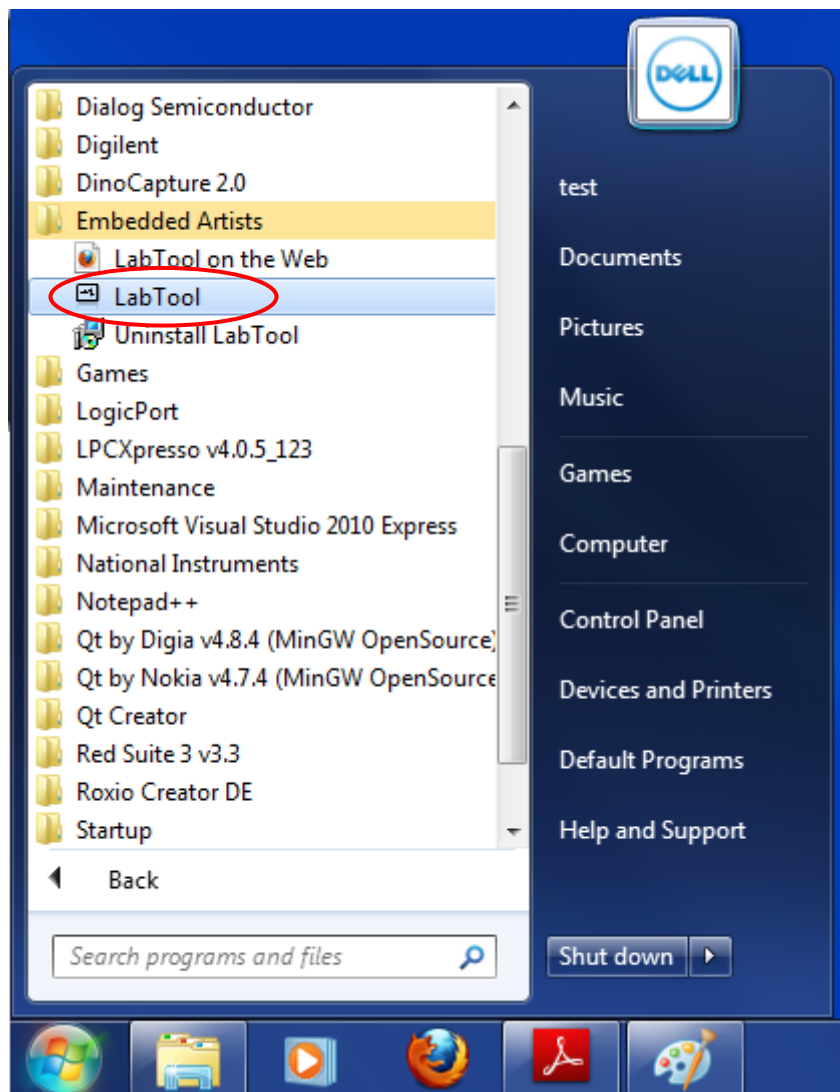 DELL
Dialog Semiconductor
Digilent
DinoCapture 2.0
Embedded Artists
LabTool on the Web
LabTool
Uninstall LabTool
Games
LogicPort
LPCXpresso v4.0.5_123
Maintenance
Microsoft Visual Studio 2010 Express
National Instruments
Notepad++
Qt by Digia v4.8.4 (MinGW OpenSource)
Qt by Nokia v4.7.4 (MinGW OpenSource
Qt Creator
Red Suite 3 v3.3
Roxio Creator DE
Startup
Back
Search programs and files
test
Documents
Pictures
Music
Games
Computer
Control Panel
Devices and Printers
Default Programs
Help and Support
Shut down